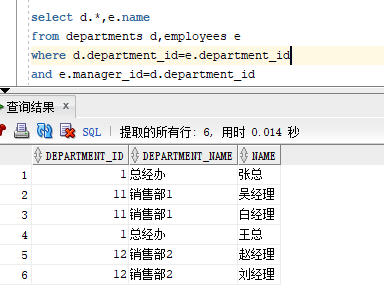 select d.*,e.name
from departments d,employees e
where d.department_id=e.department_id
and e.manager_id=d.department_id
查询结果 x
SQL | 提取的所有行: 6, 用时 0.014 秒
DEPARTMENT_ID DEPARTMENT_NAME NAME
1 1 总经办 张总
2 11 销售部1 吴经理
3 11 销售部1 白经理
4 1 总经办 王总
5 12 销售部2 赵经理
6 12 销售部2 刘经理